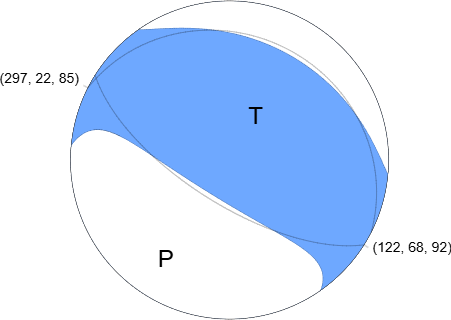 (297, 22, 85)
T
(122, 68, 92)
P